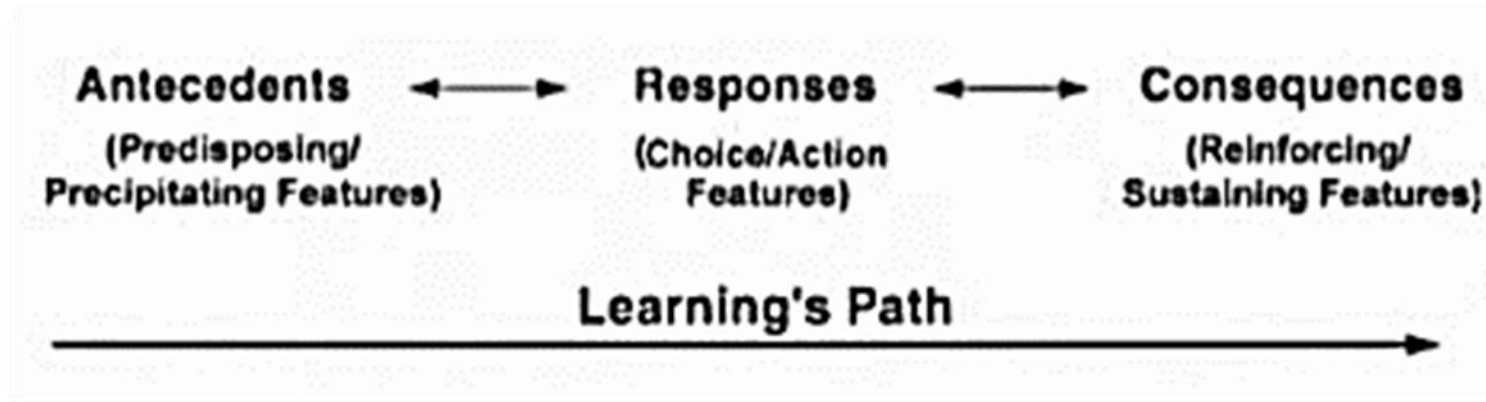 Antecedents Responses Consequences
(Predisposing/ (Choice/Action (Reinforcing/
Precipitating Features) Features) Sustaining Features)
Learning's Path